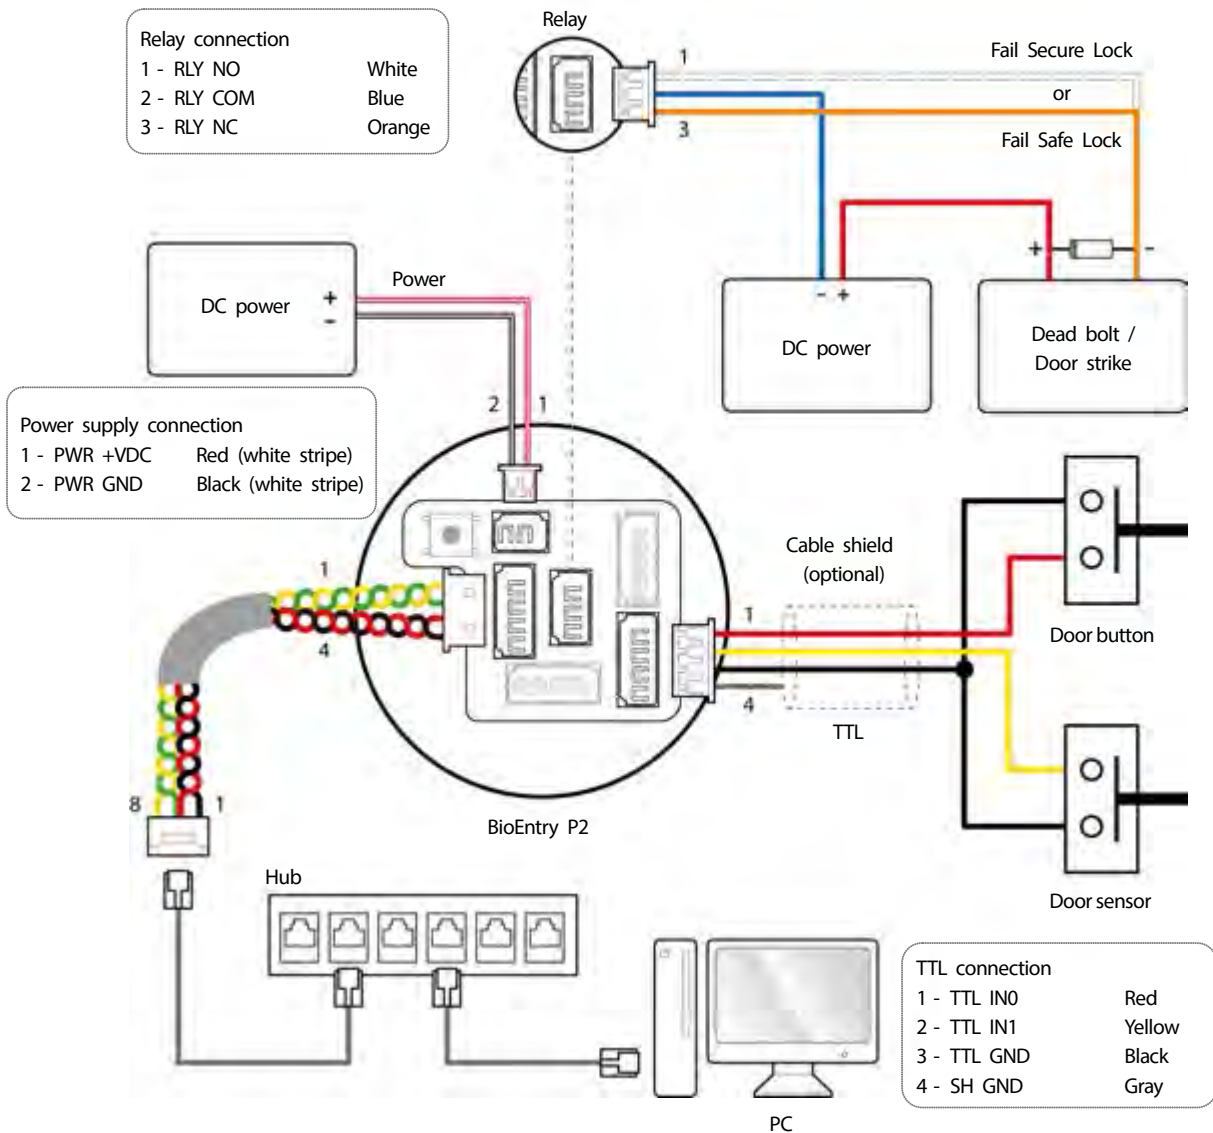 Relay
Relay connection
1 - RLY NO White
2 - RLY COM Blue
3 - RLY NC Orange
1
3
Fail Secure Lock
or
Fail Safe Lock
+ -
DC power
+
-
Power
- +
DC power
Dead bolt /
Door strike
2 1
Power supply connection
1 - PWR +VDC Red (white stripe)
2 - PWR GND Black (white stripe)
1
4
Cable shield
(optional)
1
4
TTL
Door button
Door sensor
8 1
BioEntry P2
Hub
PC
TTL connection
1 - TTL IN0 Red
2 - TTL IN1 Yellow
3 - TTL GND Black
4 - SH GND Gray